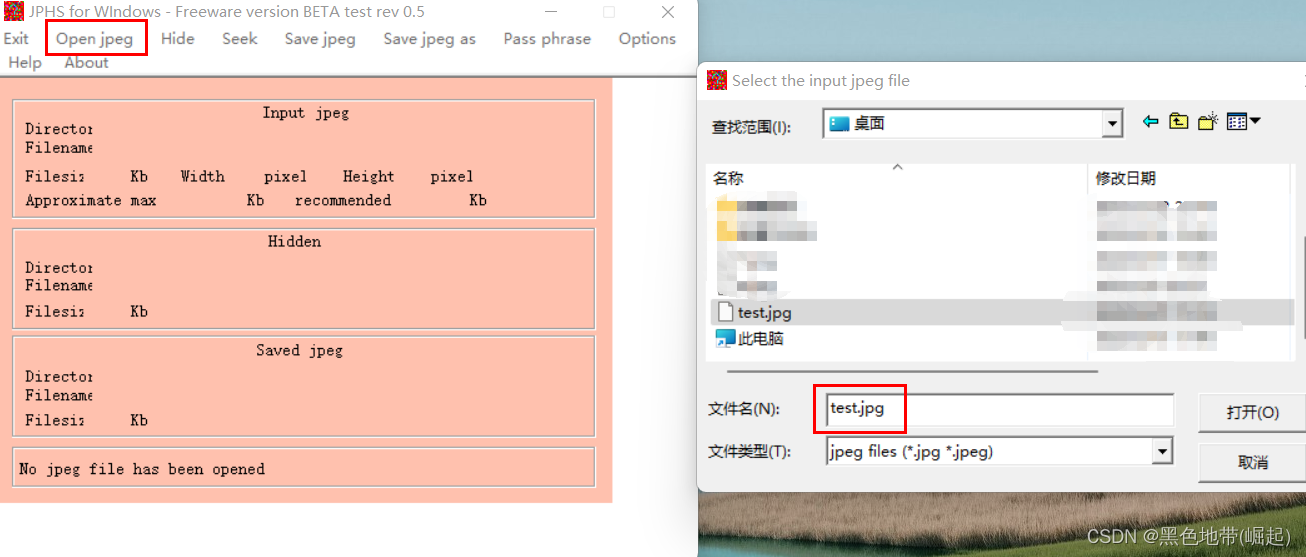 JPHS for WIndows - Freeware version BETA test rev 0.5
Exit Open jpeg Hide Seek Save jpeg Save jpeg as Pass phrase Options
Help About
Input jpeg
Director
Filename
Filesiz Kb Width pixel Height pixel
Approximate max Kb recommended Kb
Hidden
Director
Filename
Filesiz Kb
Saved jpeg
Director
Filename
Filesiz Kb
No jpeg file has been opened
Select the input jpeg file
查找范围(I): 桌面
名称 修改日期
test.jpg
此电脑
文件名(N): test.jpg 打开(O)
文件类型(T): jpeg files (*.jpg *.jpeg) 取消
CSDN @黑色地带(崛起)